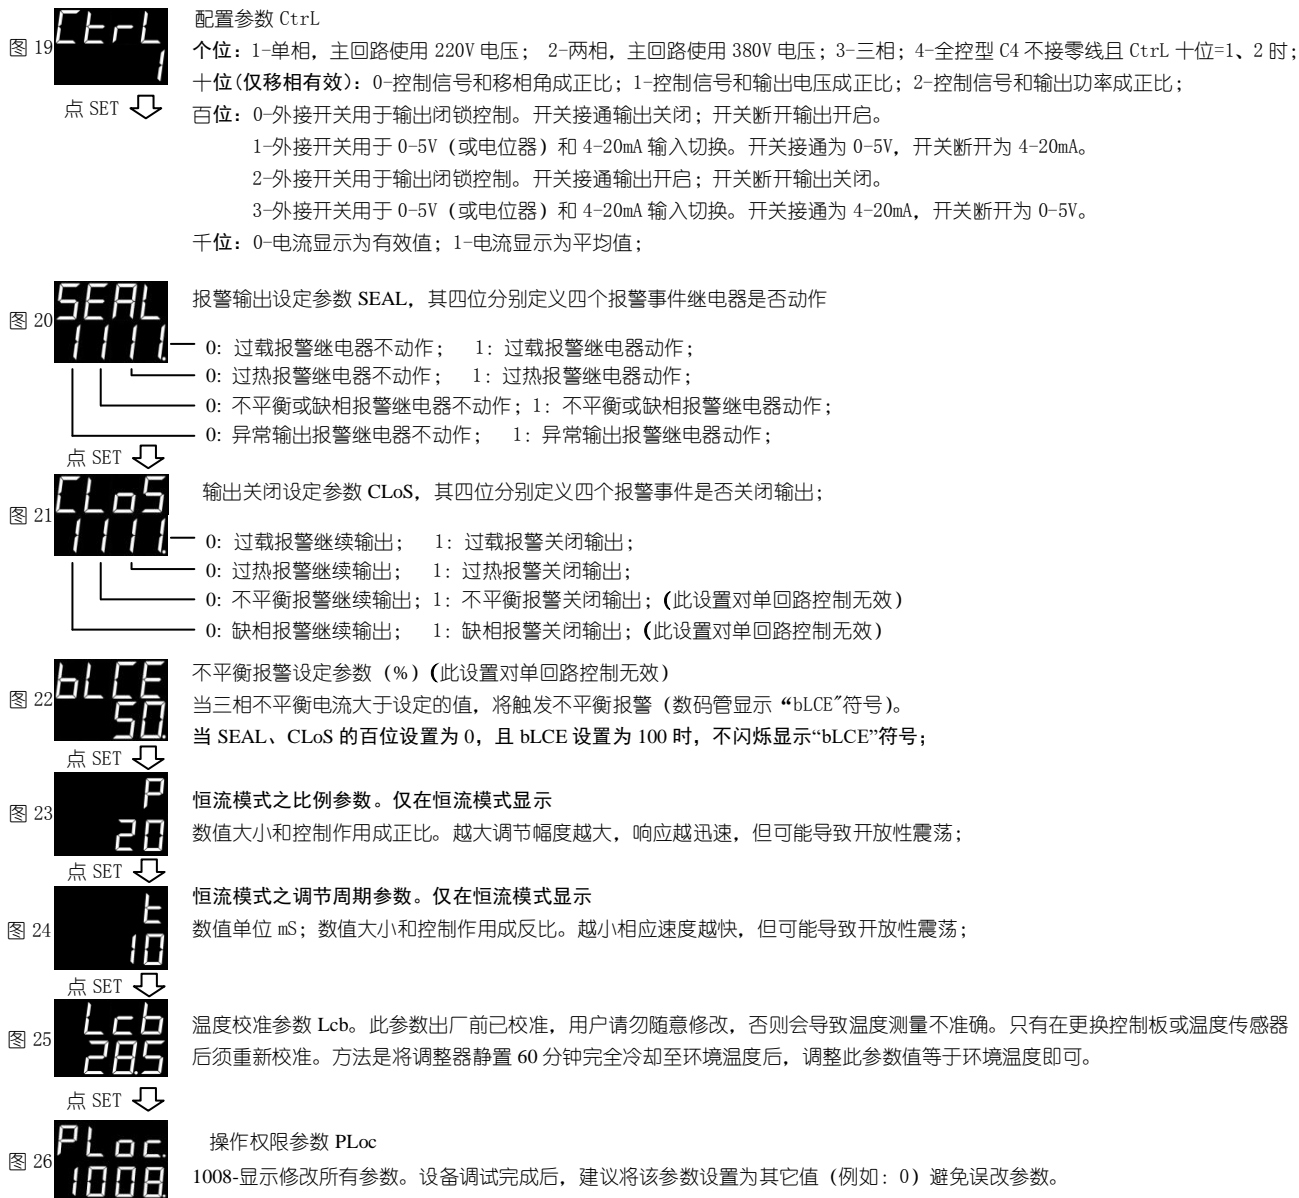 配置参数 CtrL
图 19
CtrL
1
个位：1-单相，主回路使用 220V 电压； 2-两相，主回路使用 380V 电压；3-三相；4-全控型 C4 不接零线且 CtrL 十位=1、2 时；
十位(仅移相有效)：0-控制信号和移相角成正比；1-控制信号和输出电压成正比；2-控制信号和输出功率成正比；
点 SET
百位：0-外接开关用于输出闭锁控制。开关接通输出关闭；开关断开输出开启。
1-外接开关用于 0-5V（或电位器）和 4-20mA 输入切换。开关接通为 0-5V，开关断开为 4-20mA。
2-外接开关用于输出闭锁控制。开关接通输出开启；开关断开输出关闭。
3-外接开关用于 0-5V（或电位器）和 4-20mA 输入切换。开关接通为 4-20mA，开关断开为 0-5V。
千位：0-电流显示为有效值；1-电流显示为平均值；
图 20
SEAL
1111.
报警输出设定参数 SEAL，其四位分别定义四个报警事件继电器是否动作
0: 过载报警继电器不动作； 1: 过载报警继电器动作；
0: 过热报警继电器不动作； 1: 过热报警继电器动作；
0: 不平衡或缺相报警继电器不动作；1: 不平衡或缺相报警继电器动作；
0: 异常输出报警继电器不动作； 1: 异常输出报警继电器动作；
点 SET
图 21
CLoS
1111.
输出关闭设定参数 CLoS，其四位分别定义四个报警事件是否关闭输出；
0: 过载报警继续输出； 1: 过载报警关闭输出；
0: 过热报警继续输出； 1: 过热报警关闭输出；
0: 不平衡报警继续输出；1: 不平衡报警关闭输出；（此设置对单回路控制无效）
0: 缺相报警继续输出； 1: 缺相报警关闭输出；（此设置对单回路控制无效）
图 22
bLCE
50.
不平衡报警设定参数（%）（此设置对单回路控制无效）
当三相不平衡电流大于设定的值，将触发不平衡报警（数码管显示“bLCE"符号）。
当 SEAL、CLoS 的百位设置为 0，且 bLCE 设置为 100 时，不闪烁显示“bLCE”符号；
点 SET
图 23
P
20
恒流模式之比例参数。仅在恒流模式显示
数值大小和控制作用成正比。越大调节幅度越大，响应越迅速，但可能导致开放性震荡；
点 SET
图 24
t
10
恒流模式之调节周期参数。仅在恒流模式显示
数值单位 mS；数值大小和控制作用成反比。越小相应速度越快，但可能导致开放性震荡；
点 SET
图 25
Lcb
28.5
温度校准参数 Lcb。此参数出厂前已校准，用户请勿随意修改，否则会导致温度测量不准确。只有在更换控制板或温度传感器
后须重新校准。方法是将调整器静置 60 分钟完全冷却至环境温度后，调整此参数值等于环境温度即可。
点 SET
图 26
PLoc.
1008
操作权限参数 PLoc
1008-显示修改所有参数。设备调试完成后，建议将该参数设置为其它值（例如：0）避免误改参数。